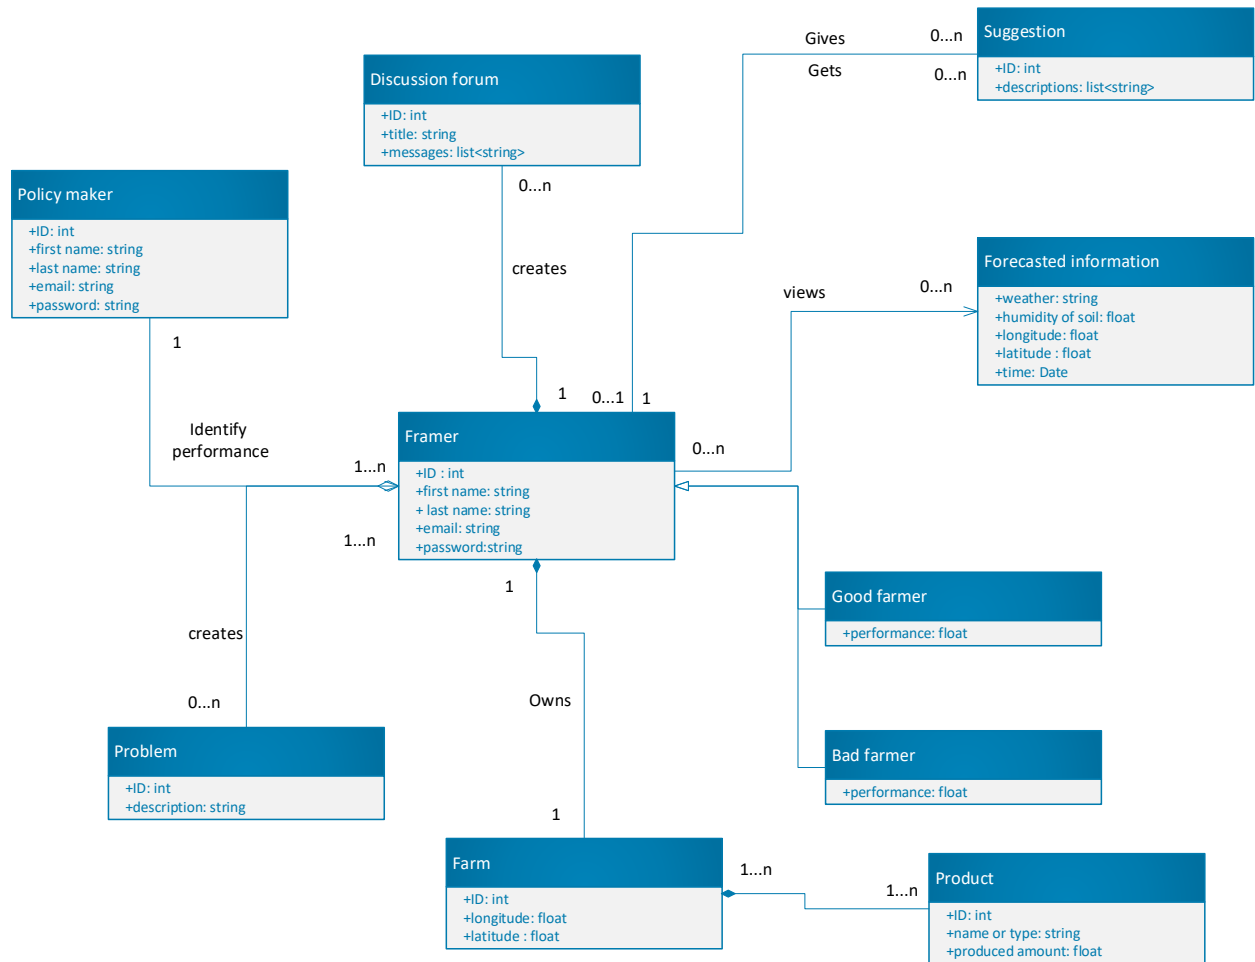 Suggestion
+ID: int
+descriptions: list<string>
Gives
0...n
Gets
0...n
Discussion forum
+ID: int
+title: string
+messages: list<string>
0...n
creates
1
Policy maker
+ID: int
+first name: string
+last name: string
+email: string
+password: string
1
Identify
performance
1...n
Forecasted information
+weather: string
+humidity of soil: float
+longitude: float
+latitude : float
+time: Date
views
0...n
0...1
1
0...n
Framer
+ID : int
+first name: string
+ last name: string
+email: string
+password:string
1...n
1
creates
0...n
Good farmer
+performance: float
Owns
1
Problem
+ID: int
+description: string
Bad farmer
+performance: float
Farm
+ID: int
+longitude: float
+latitude : float
1...n
1...n
Product
+ID: int
+name or type: string
+produced amount: float